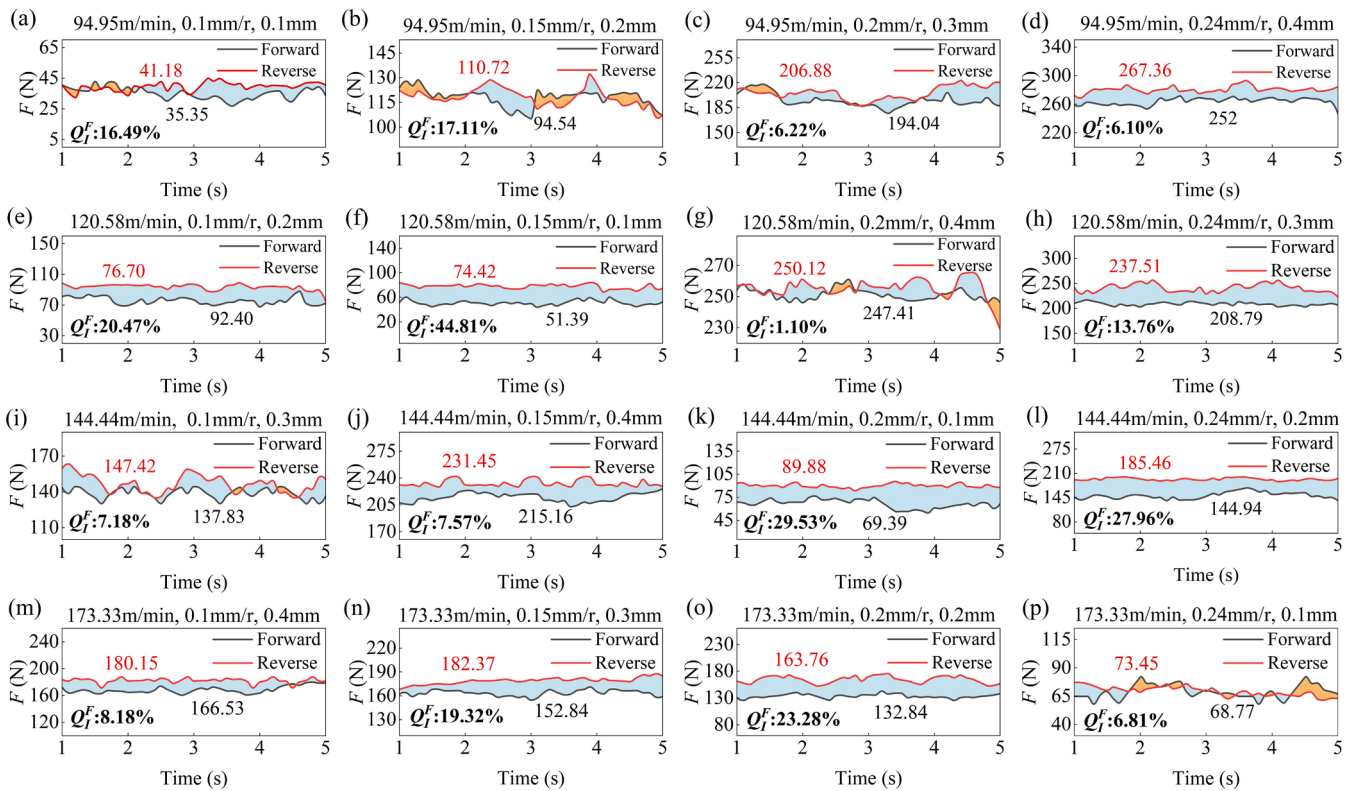 (a) 94.95m/min, 0.1mm/r, 0.1mm
F (N)
65
45
25
5
Forward
Reverse
41.18
35.35
Q_I^F:16.49%
1 2 3 4 5
Time (s)
(b) 94.95m/min, 0.15mm/r, 0.2mm
F (N)
145
130
115
100
Forward
Reverse
110.72
94.54
Q_I^F:17.11%
1 2 3 4 5
Time (s)
(c) 94.95m/min, 0.2mm/r, 0.3mm
F (N)
255
220
185
150
Forward
Reverse
206.88
194.04
Q_I^F:6.22%
1 2 3 4 5
Time (s)
(d) 94.95m/min, 0.24mm/r, 0.4mm
F (N)
340
300
260
220
Forward
Reverse
267.36
252
Q_I^F:6.10%
1 2 3 4 5
Time (s)
(e) 120.58m/min, 0.1mm/r, 0.2mm
F (N)
150
110
70
30
Forward
Reverse
76.70
92.40
Q_I^F:20.47%
1 2 3 4 5
Time (s)
(f) 120.58m/min, 0.15mm/r, 0.1mm
F (N)
140
100
60
20
Forward
Reverse
74.42
51.39
Q_I^F:44.81%
1 2 3 4 5
Time (s)
(g) 120.58m/min, 0.2mm/r, 0.4mm
F (N)
270
250
230
Forward
Reverse
250.12
247.41
Q_I^F:1.10%
1 2 3 4 5
Time (s)
(h) 120.58m/min, 0.24mm/r, 0.3mm
F (N)
300
250
200
150
Forward
Reverse
237.51
208.79
Q_I^F:13.76%
1 2 3 4 5
Time (s)
(i) 144.44m/min, 0.1mm/r, 0.3mm
F (N)
170
140
110
Forward
Reverse
147.42
137.83
Q_I^F:7.18%
1 2 3 4 5
Time (s)
(j) 144.44m/min, 0.15mm/r, 0.4mm
F (N)
275
240
205
170
Forward
Reverse
231.45
215.16
Q_I^F:7.57%
1 2 3 4 5
Time (s)
(k) 144.44m/min, 0.2mm/r, 0.1mm
F (N)
135
105
75
45
Forward
Reverse
89.88
69.39
Q_I^F:29.53%
1 2 3 4 5
Time (s)
(l) 144.44m/min, 0.24mm/r, 0.2mm
F (N)
275
210
145
80
Forward
Reverse
185.46
144.94
Q_I^F:27.96%
1 2 3 4 5
Time (s)
(m) 173.33m/min, 0.1mm/r, 0.4mm
F (N)
240
200
160
100
Forward
Reverse
180.15
166.53
Q_I^F:8.18%
1 2 3 4 5
Time (s)
(n) 173.33m/min, 0.15mm/r, 0.3mm
F (N)
220
190
160
130
Forward
Reverse
182.37
152.84
Q_I^F:19.32%
1 2 3 4 5
Time (s)
(o) 173.33m/min, 0.2mm/r, 0.2mm
F (N)
230
180
130
80
Forward
Reverse
163.76
132.84
Q_I^F:23.28%
1 2 3 4 5
Time (s)
(p) 173.33m/min, 0.24mm/r, 0.1mm
F (N)
115
90
65
40
Forward
Reverse
73.45
68.77
Q_I^F:6.81%
1 2 3 4 5
Time (s)